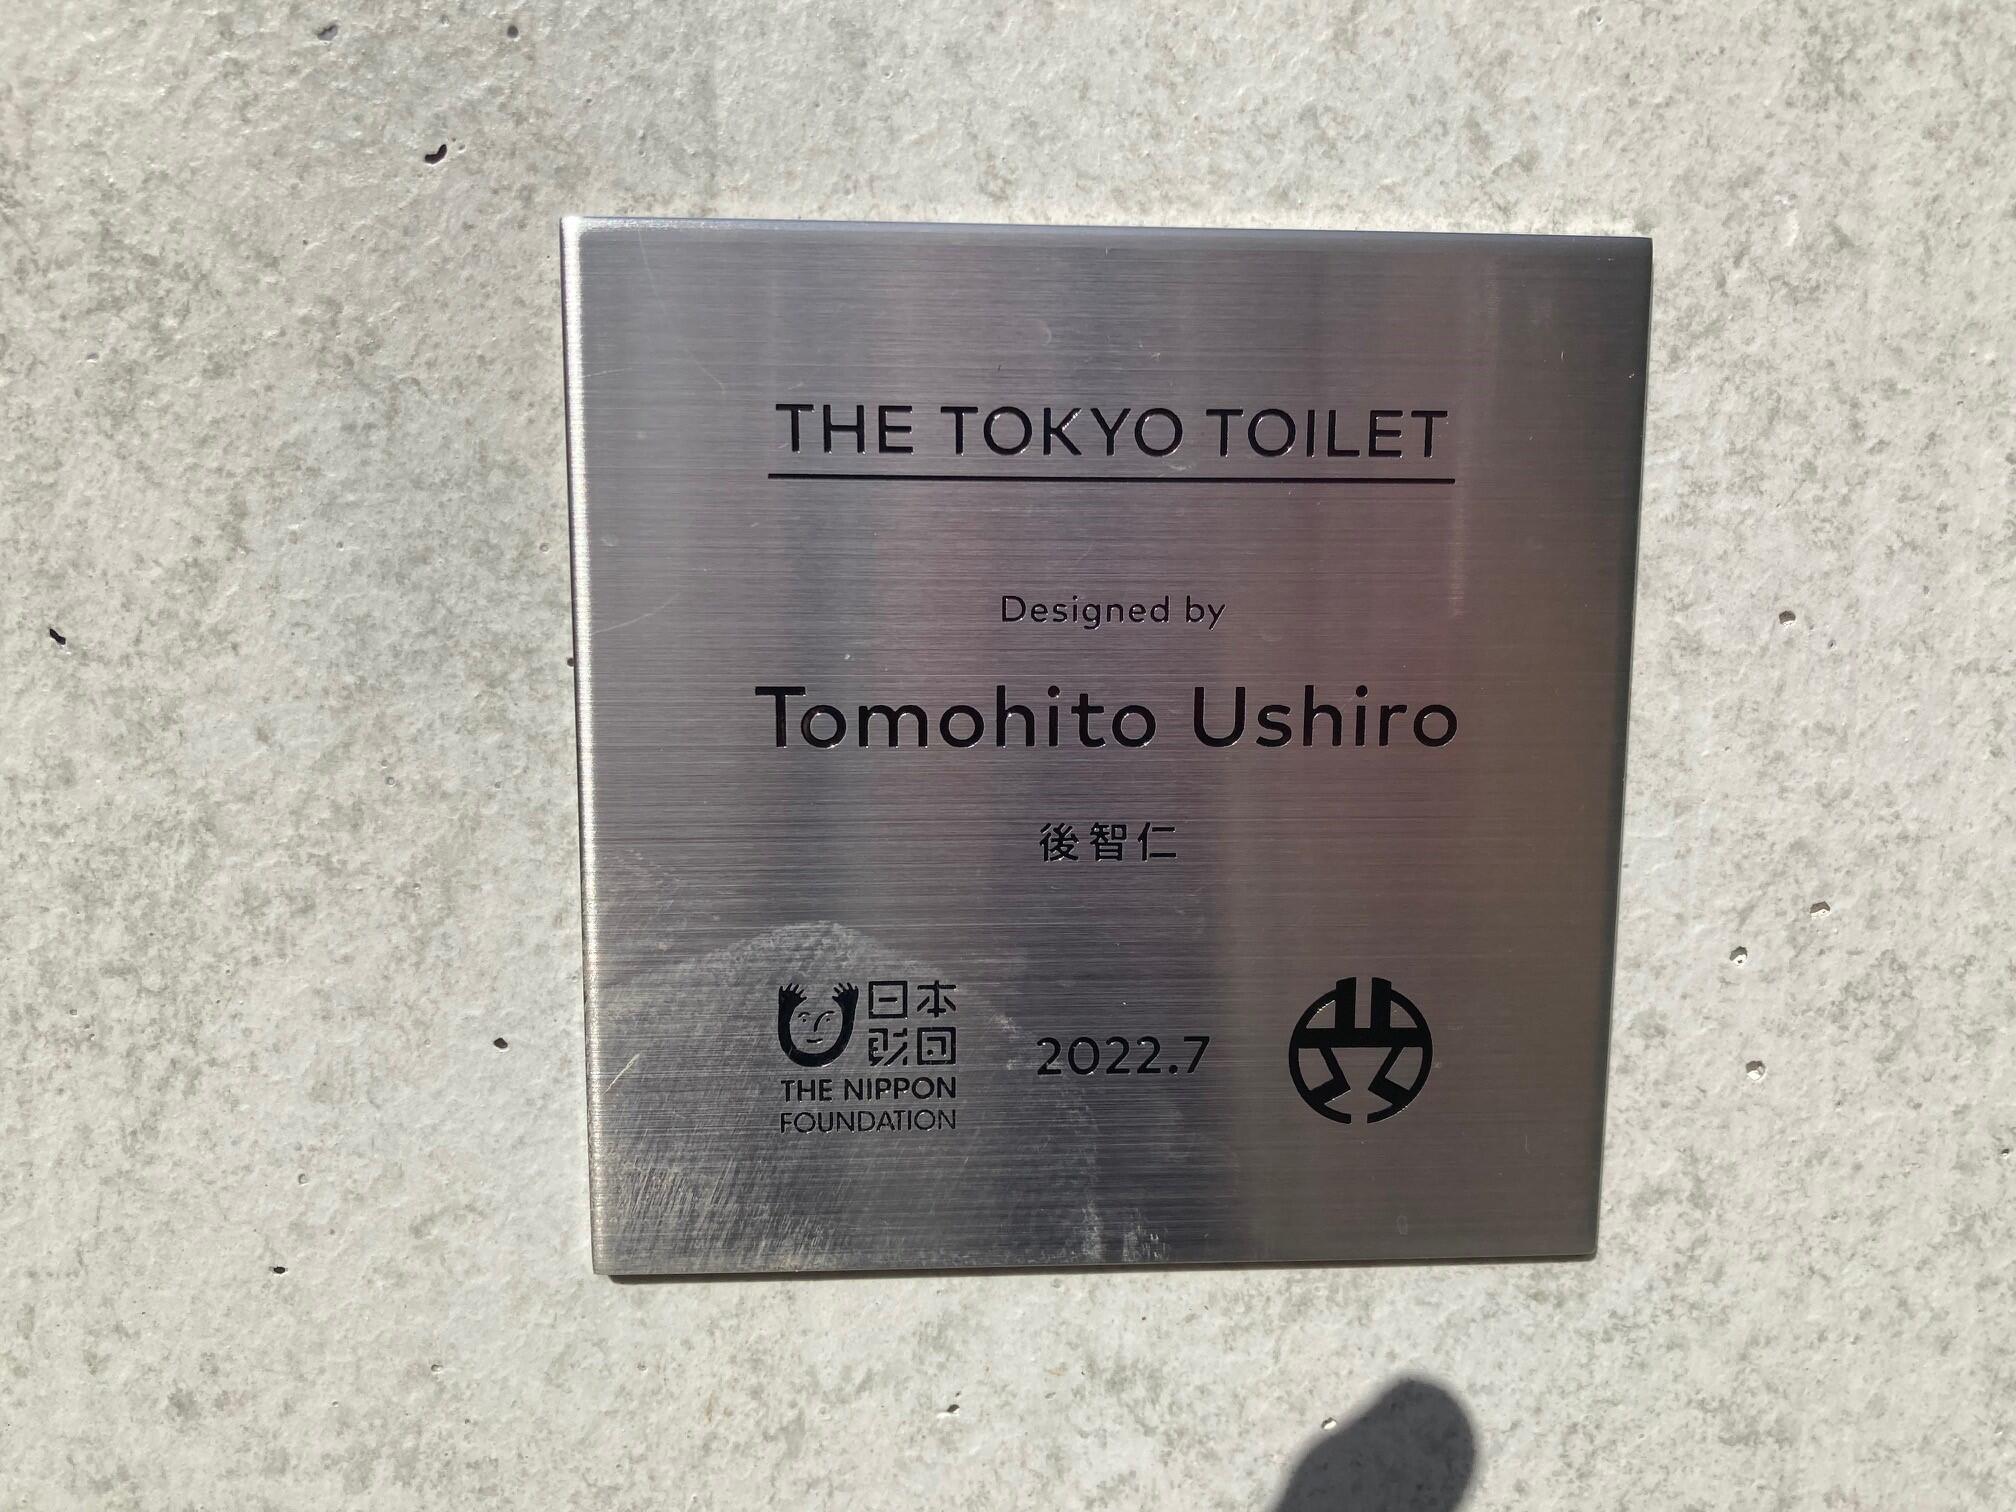 THE TOKYO TOILET
Designed by
Tomohito Ushiro
後智仁
日本
財団
THE NIPPON
FOUNDATION
2022.7